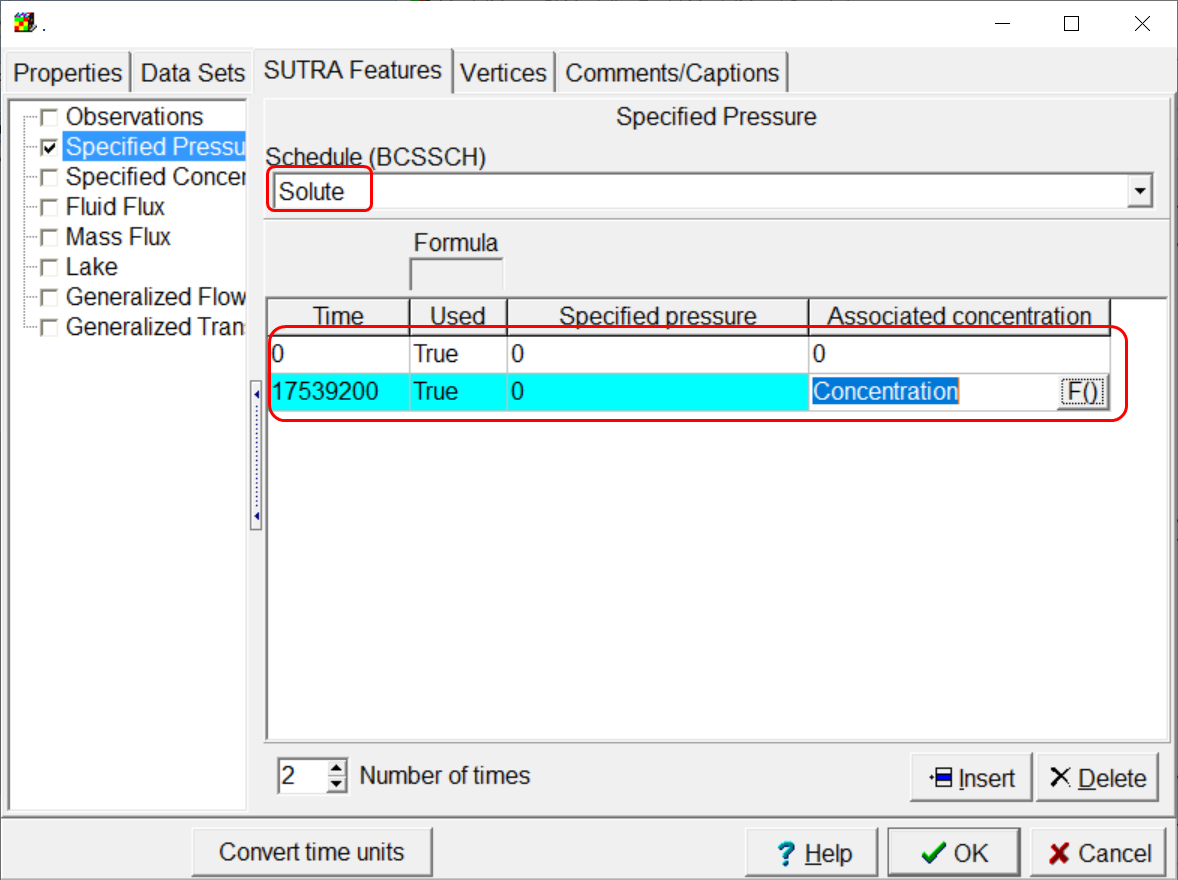 .
Properties Data Sets SUTRA Features Vertices Comments/Captions
Observations
Specified Pressu
Specified Concer
Fluid Flux
Mass Flux
Lake
Generalized Flow
Generalized Tran
Specified Pressure
Schedule (BCSSCH)
Solute
Formula
Time Used Specified pressure Associated concentration
0 True 0 0
17539200 True 0 Concentration F()
2 Number of times
Insert Delete
Convert time units Help OK Cancel